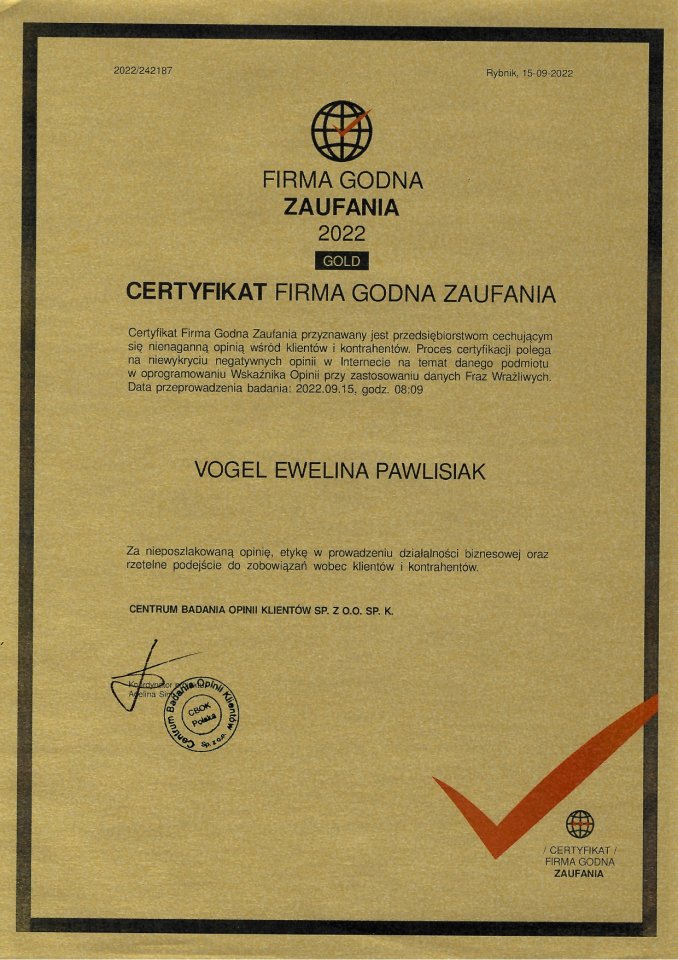 2022/242187
Rybnik, 15-09-2022
FIRMA GODNA
ZAUFANIA
2022
GOLD
CERTYFIKAT FIRMA GODNA ZAUFANIA
Certyfikat Firma Godna Zaufania przyznawany jest przedsiębiorstwom cechującym
się nienaganną opinią wśród klientów i kontrahentów. Proces certyfikacji polega
na niewykryciu negatywnych opinii w Internecie na temat danego podmiotu
w oprogramowaniu Wskaźnika Opinii przy zastosowaniu danych Fraz Wrażliwych.
Data przeprowadzenia badania: 2022.09.15, godz. 08:09
VOGEL EWELINA PAWLISIAK
Za nieposzlakowaną opinię, etykę w prowadzeniu działalności biznesowej oraz
rzetelne podejście do zobowiązań wobec klientów i kontrahentów.
CENTRUM BADANIA OPINII KLIENTÓW SP. Z O.O. SP. K.
Koordynator
Adelina
Centrum Badania Opinii Klientów
Sp. z o.o.
CBOK
Polska
/ CERTYFIKAT /
FIRMA GODNA
ZAUFANIA